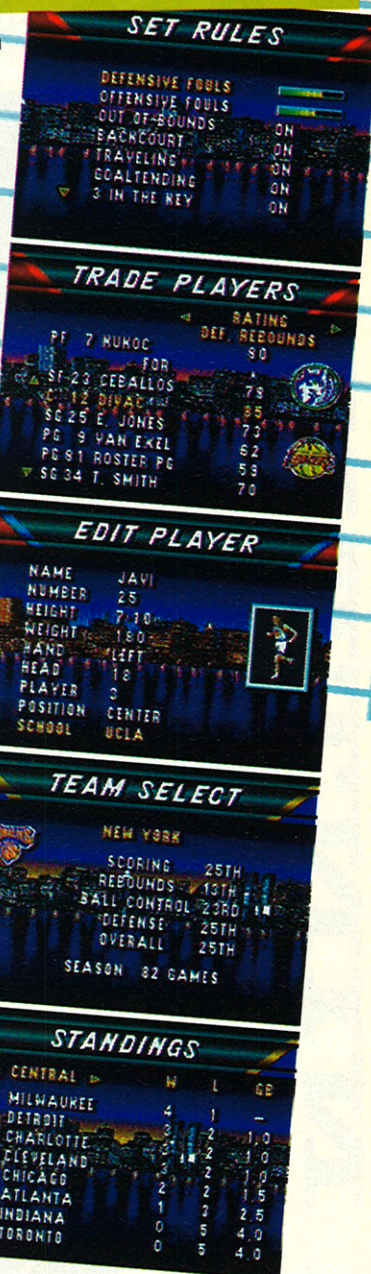 SET RULES
DEFENSIVE FOULS
OFFENSIVE FOULS
OUT OF BOUNDS ON
BACKCOURT ON
TRAVELING ON
GOALTENDING ON
3 IN THE KEY ON
TRADE PLAYERS
RATING
DEF. REBOUNDS
PF 7 KUKOC 90
FOR
SF 23 CEBALLOS 79
C 12 DIVAC 85
SG 25 E. JONES 73
PG 9 VAN EXEL 62
PG 91 ROSTER PG 59
SG 34 T. SMITH 70
EDIT PLAYER
NAME JAVI
NUMBER 25
HEIGHT 7.10
WEIGHT 180
HAND LEFT
HEAD 18
PLAYER 3
POSITION CENTER
SCHOOL UCLA
TEAM SELECT
NEW YORK
SCORING 25TH
REBOUNDS 13TH
BALL CONTROL 23RD
DEFENSE 25TH
OVERALL 25TH
SEASON 82 GAMES
STANDINGS
CENTRAL W L GB
MILWAUKEE 4 1 -
DETROIT 3 2 1.0
CHARLOTTE 3 2 1.0
CLEVELAND 3 2 1.0
CHICAGO 2 2 1.5
ATLANTA 1 3 2.5
INDIANA 0 5 4.0
TORONTO 0 5 4.0